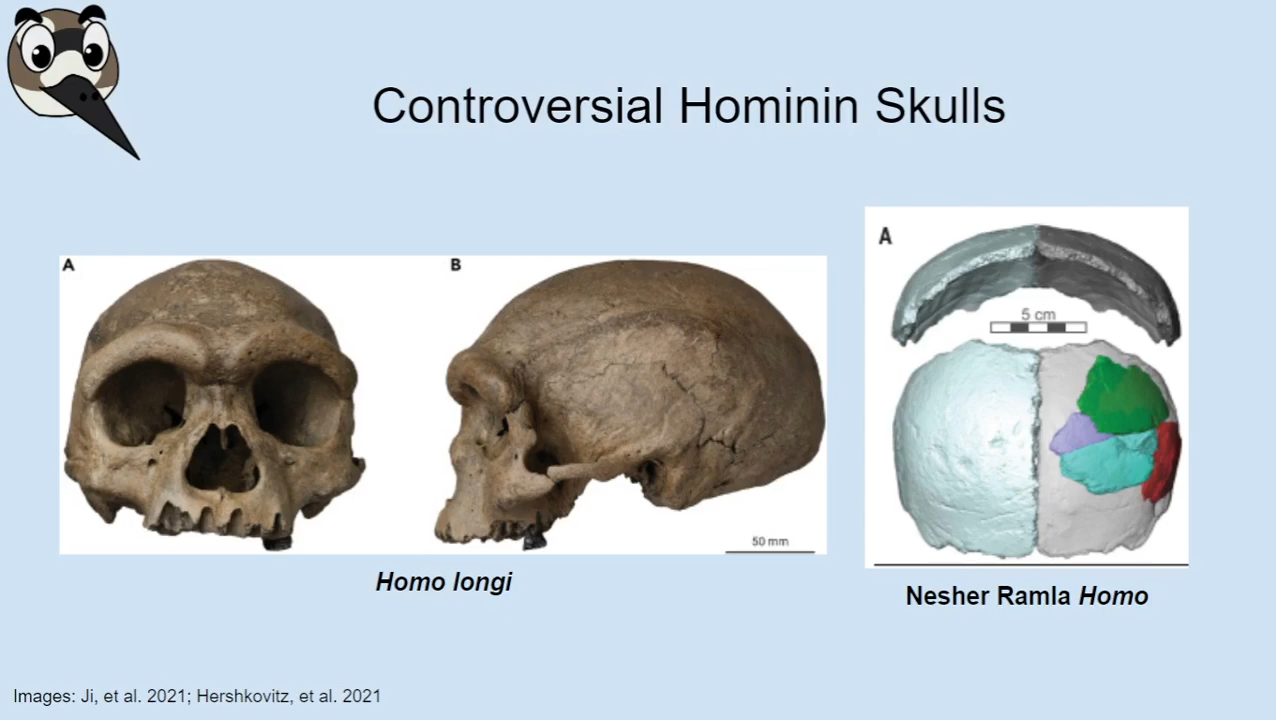 Controversial Hominin Skulls
A
B
50 mm
Homo longi
A
5 cm
Nesher Ramla Homo
Images: Ji, et al. 2021; Hershkovitz, et al. 2021